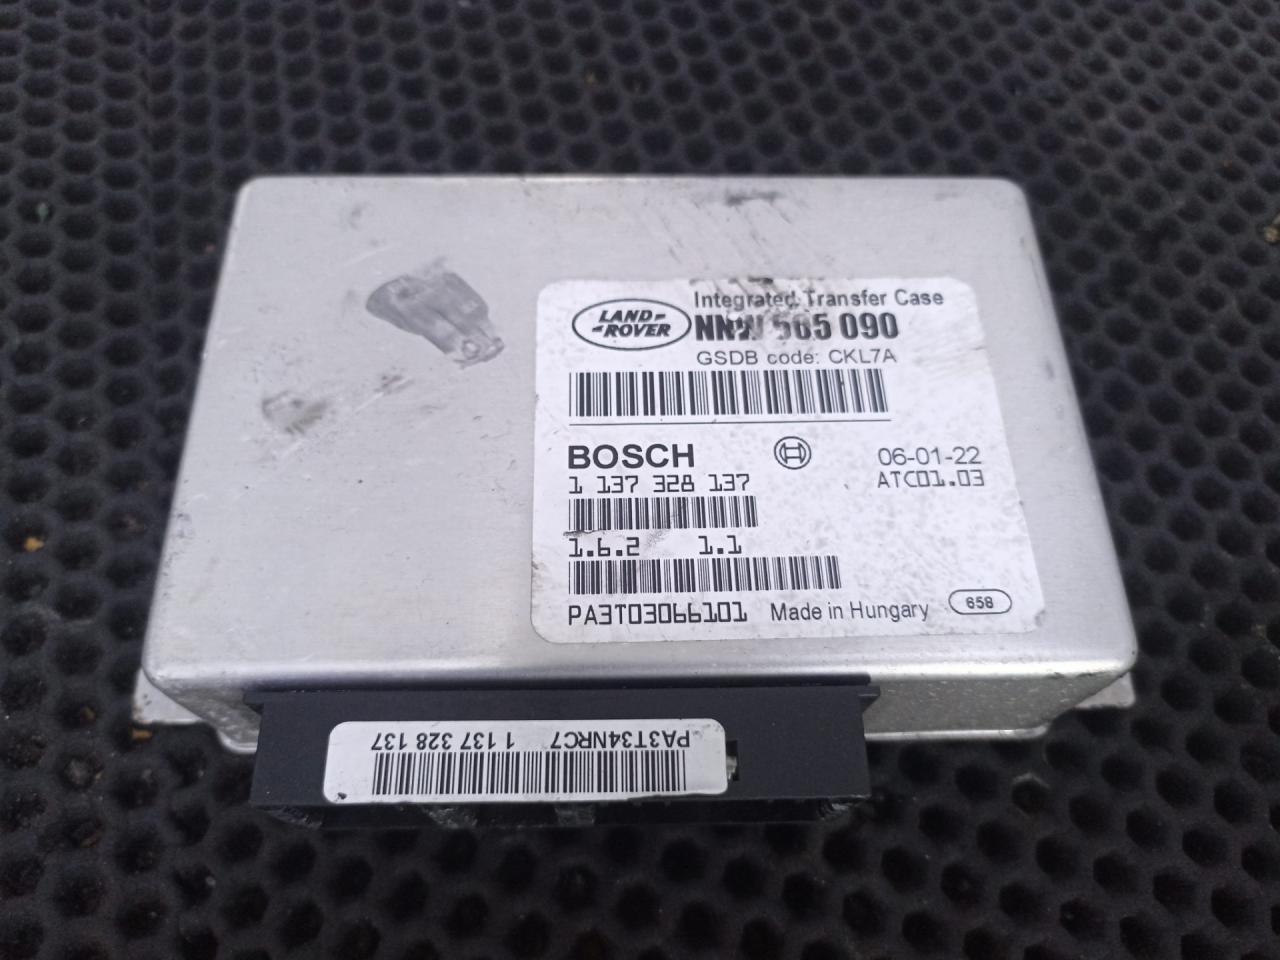 LAND-
-ROVER
Integrated Transfer Case
NNW 565 090
GSDB code: CKL7A
BOSCH
06-01-22
1 137 328 137
ATC01.03
1.6.2 1.1
PA3T03066101 Made in Hungary 658
PA3T34NRC7 1 137 328 137